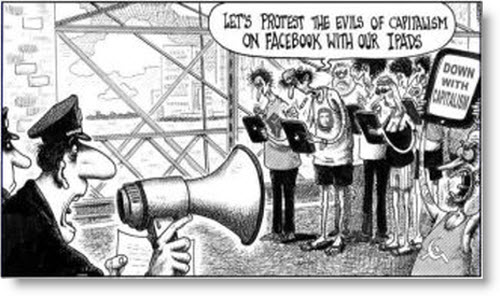 LET'S PROTEST THE EVILS OF CAPITALISM
ON FACEBOOK WITH OUR IPADS
DOWN
WITH
CAPITALISM